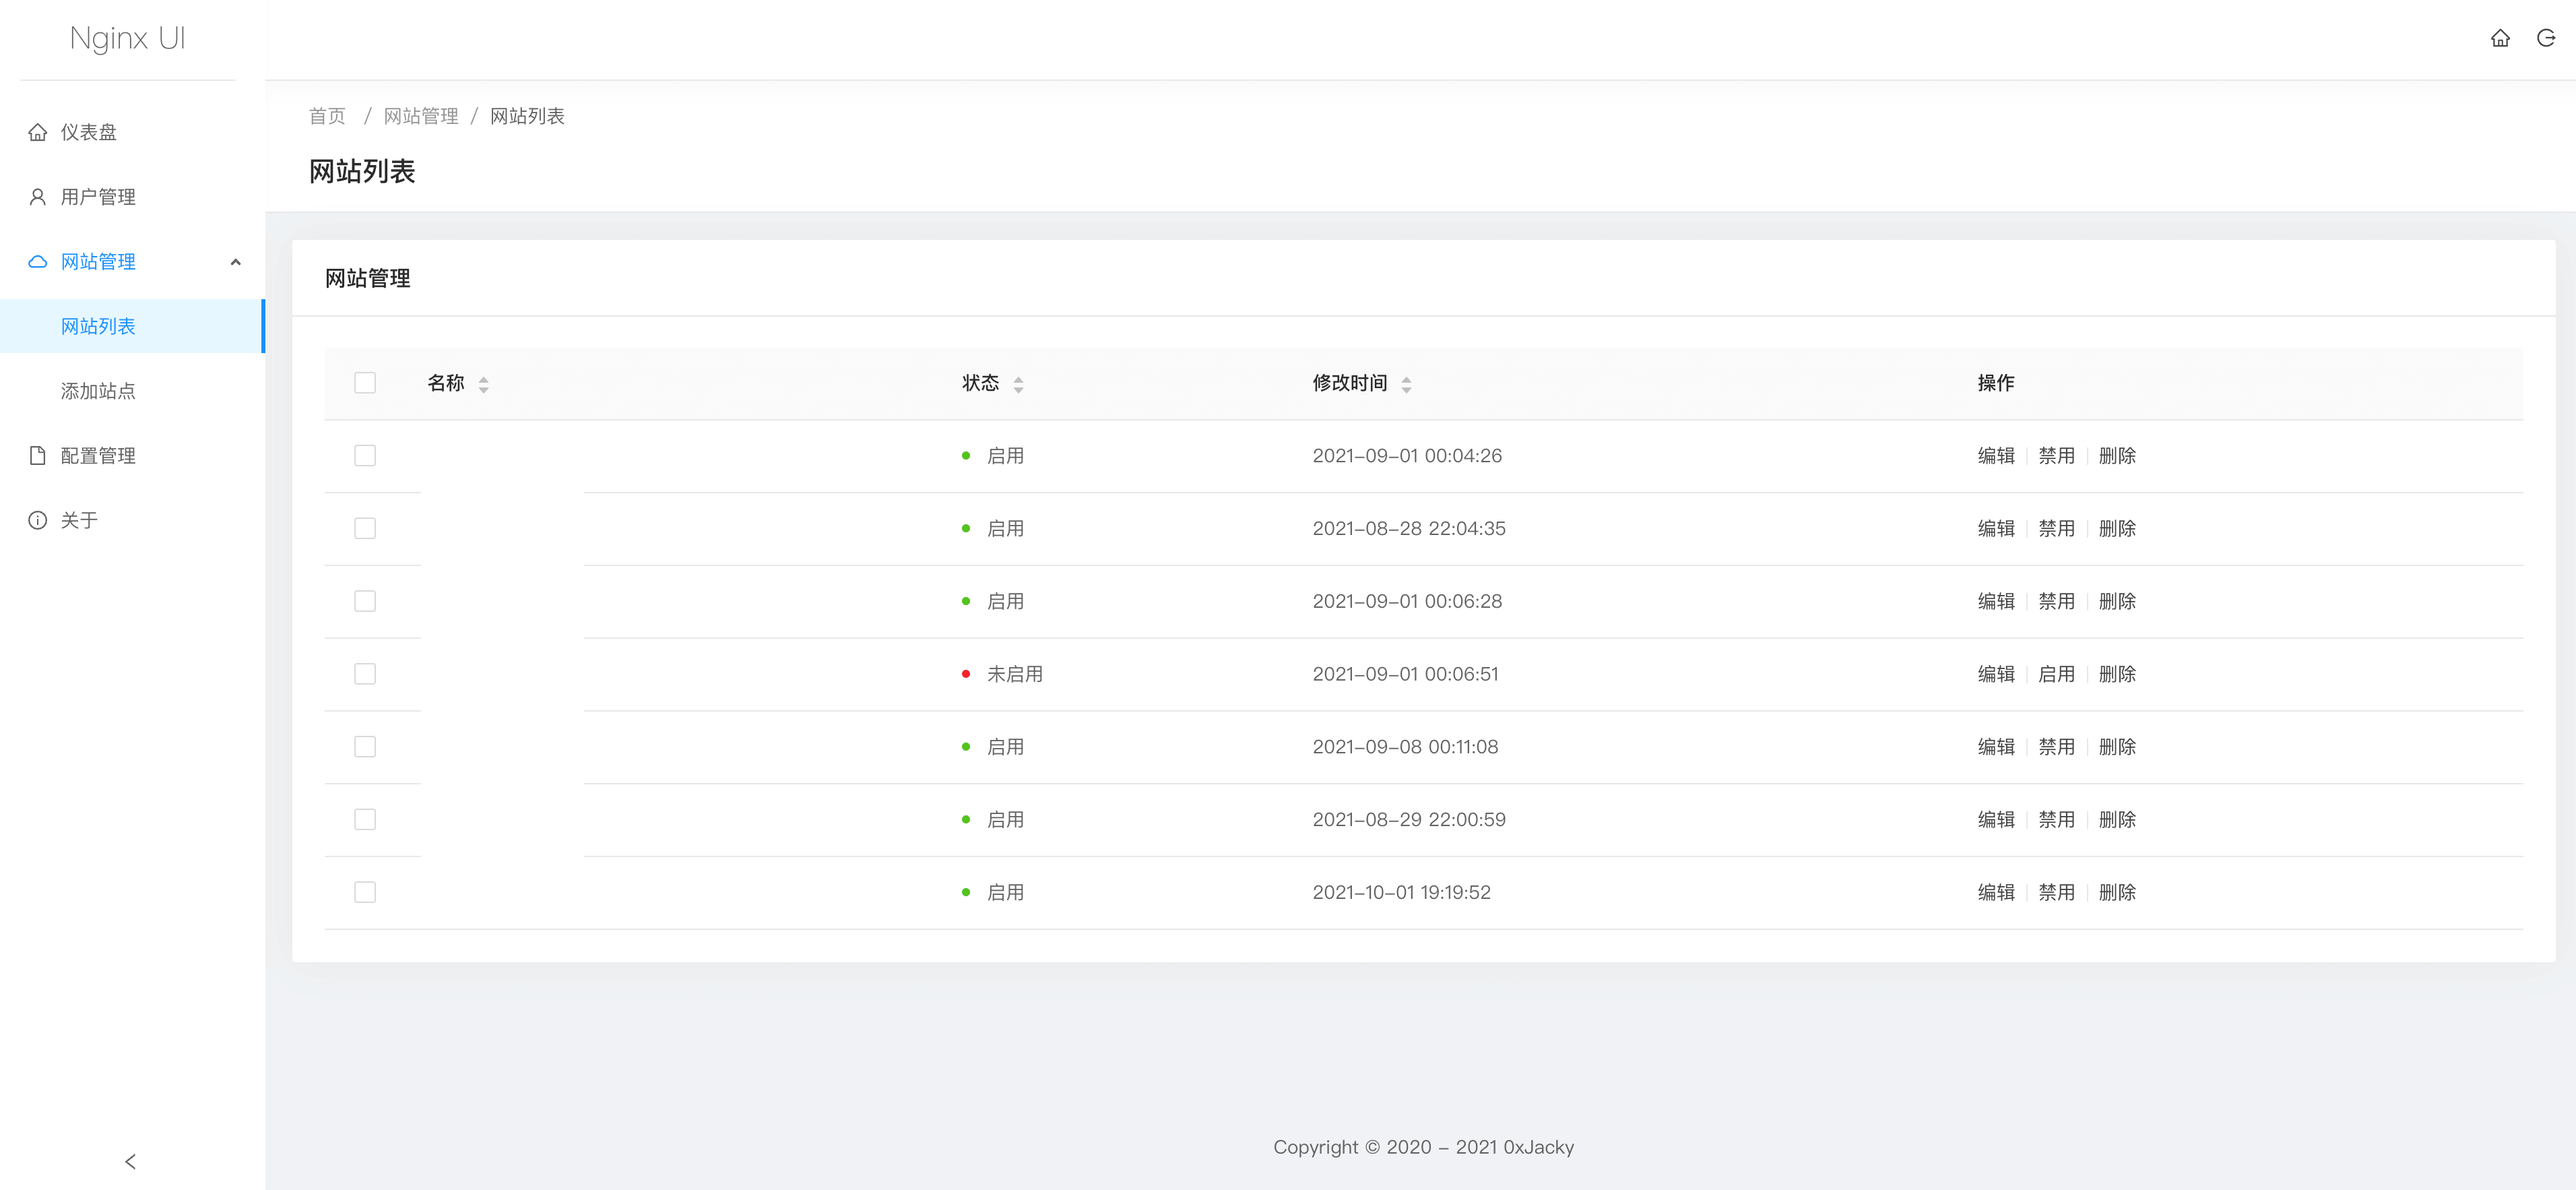 Nginx UI
仪表盘
用户管理
网站管理
网站列表
添加站点
配置管理
关于
首页 / 网站管理 / 网站列表
网站列表
网站管理
名称 状态 修改时间 操作
启用 2021-09-01 00:04:26 编辑 禁用 删除
启用 2021-08-28 22:04:35 编辑 禁用 删除
启用 2021-09-01 00:06:28 编辑 禁用 删除
未启用 2021-09-01 00:06:51 编辑 启用 删除
启用 2021-09-08 00:11:08 编辑 禁用 删除
启用 2021-08-29 22:00:59 编辑 禁用 删除
启用 2021-10-01 19:19:52 编辑 禁用 删除
Copyright © 2020 - 2021 0xJacky